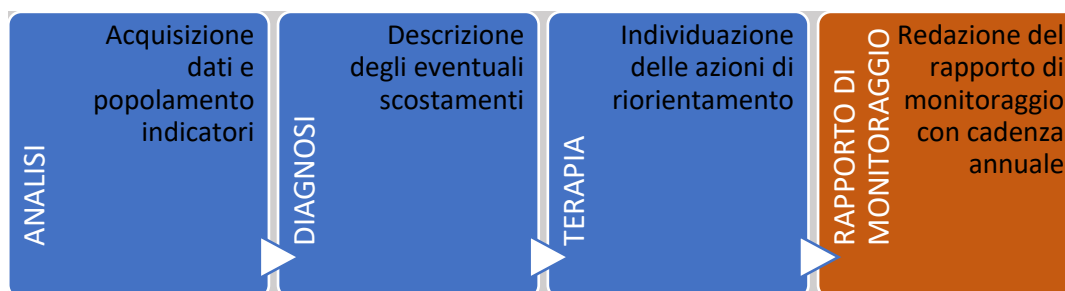 ANALISI
Acquisizione
dati e
popolamento
indicatori
DIAGNOSI
Descrizione
degli eventuali
scostamenti
TERAPIA
Individuazione
delle azioni di
riorientamento
RAPPORTO DI
MONITORAGGIO
Redazione del
rapporto di
monitoraggio
con cadenza
annuale